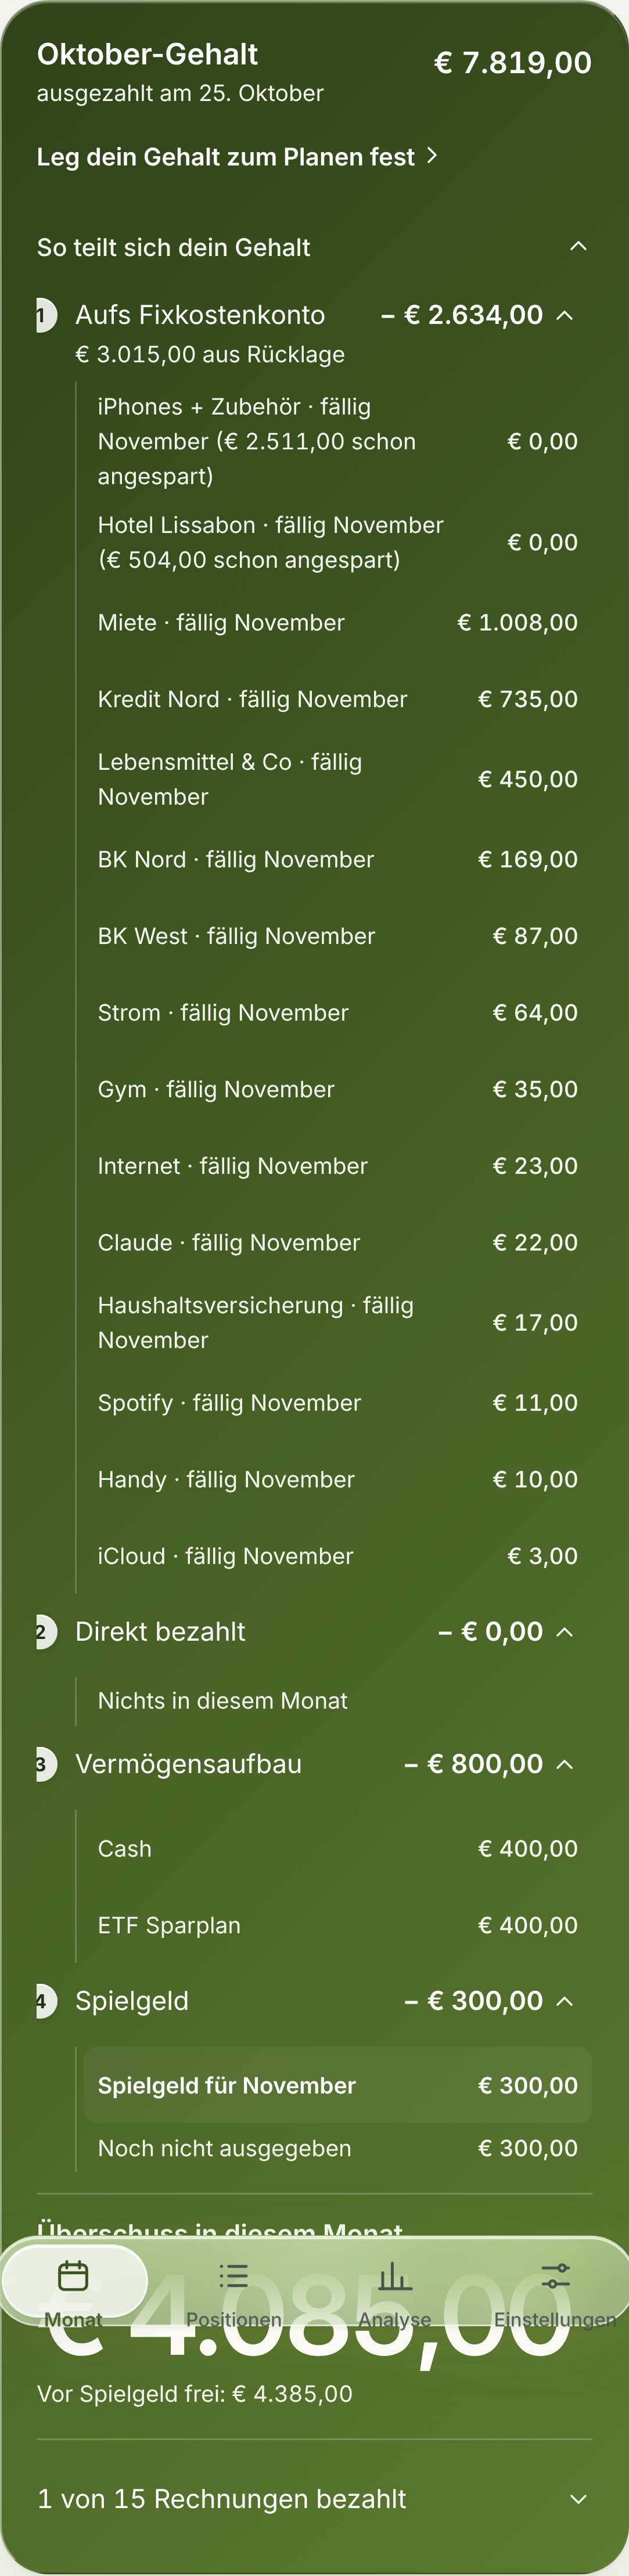 Oktober-Gehalt
€ 7.819,00
ausgezahlt am 25. Oktober
Leg dein Gehalt zum Planen fest
So teilt sich dein Gehalt
1 Aufs Fixkostenkonto – € 2.634,00
€ 3.015,00 aus Rücklage
iPhones + Zubehör · fällig
November (€ 2.511,00 schon
angespart)
€ 0,00
Hotel Lissabon · fällig November
(€ 504,00 schon angespart)
€ 0,00
Miete · fällig November € 1.008,00
Kredit Nord · fällig November € 735,00
Lebensmittel & Co · fällig
November
€ 450,00
BK Nord · fällig November € 169,00
BK West · fällig November € 87,00
Strom · fällig November € 64,00
Gym · fällig November € 35,00
Internet · fällig November € 23,00
Claude · fällig November € 22,00
Haushaltsversicherung · fällig
November
€ 17,00
Spotify · fällig November € 11,00
Handy · fällig November € 10,00
iCloud · fällig November € 3,00
2 Direkt bezahlt – € 0,00
Nichts in diesem Monat
3 Vermögensaufbau – € 800,00
Cash € 400,00
ETF Sparplan € 400,00
4 Spielgeld – € 300,00
Spielgeld für November € 300,00
Noch nicht ausgegeben € 300,00
Überschuss in diesem Monat
€ 4.085,00
Monat Positionen Analyse Einstellungen
Vor Spielgeld frei: € 4.385,00
1 von 15 Rechnungen bezahlt